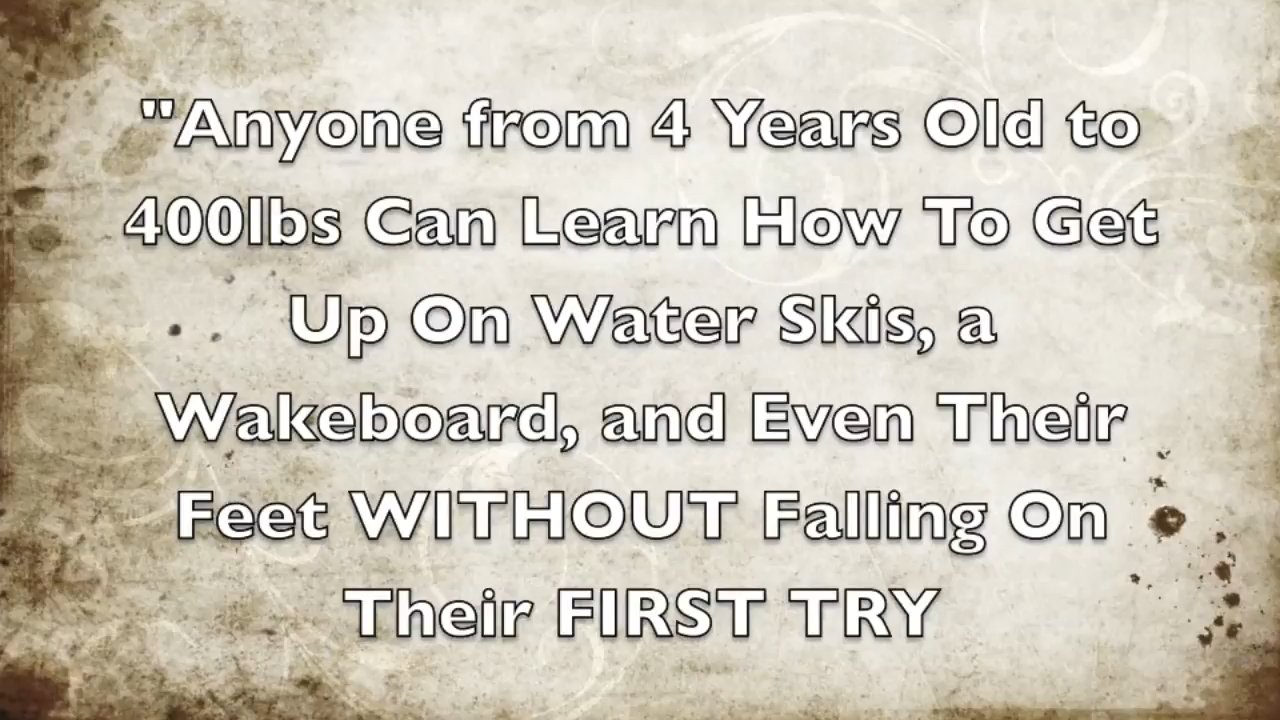 "Anyone from 4 Years Old to
400lbs Can Learn How To Get
Up On Water Skis, a
Wakeboard, and Even Their
Feet WITHOUT Falling On
Their FIRST TRY